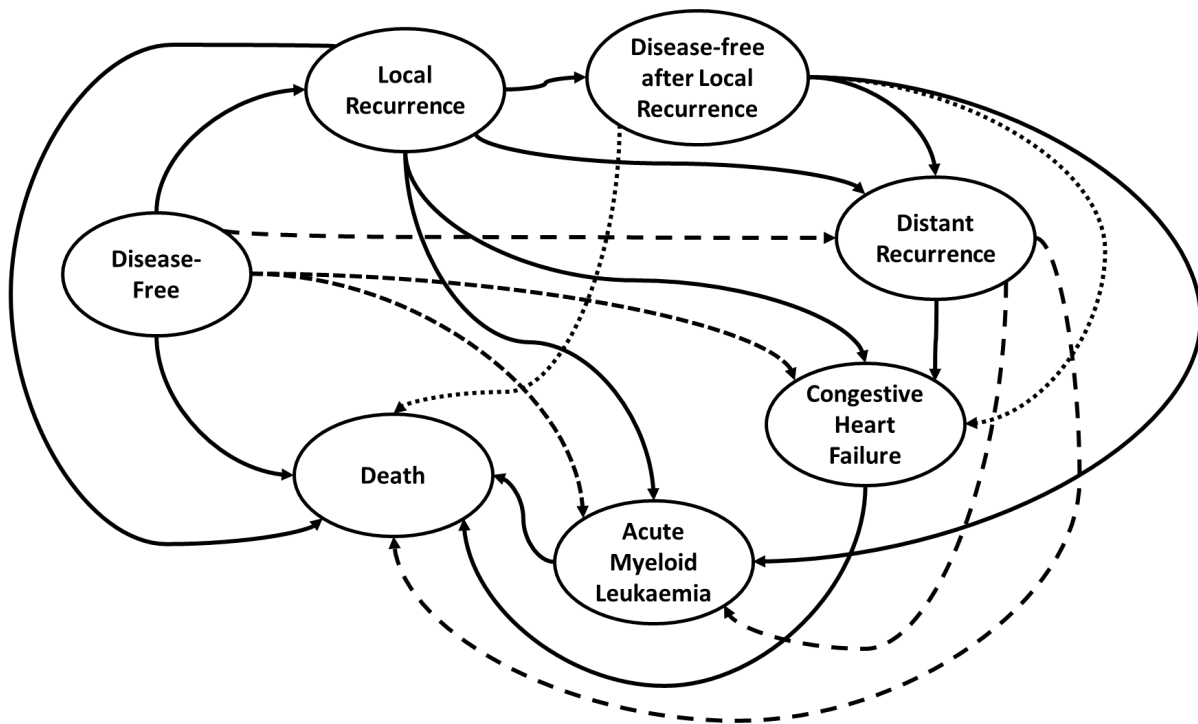 Local
Recurrence
Disease-free
after Local
Recurrence
Distant
Recurrence
Disease-
Free
Congestive
Heart
Failure
Death
Acute
Myeloid
Leukaemia